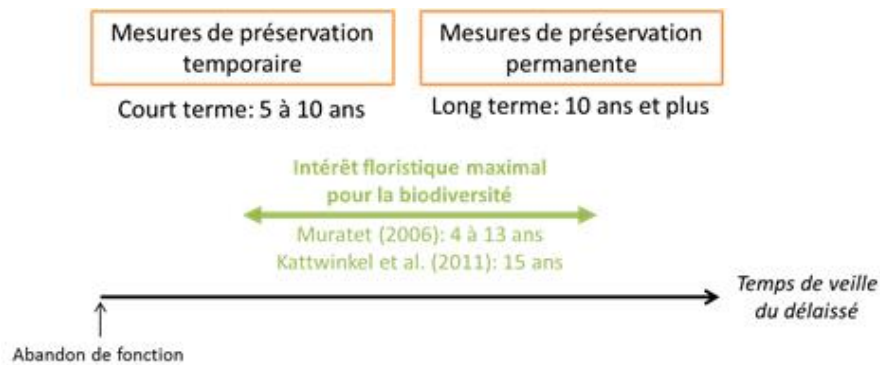 Mesures de préservation
temporaire
Mesures de préservation
permanente
Court terme: 5 à 10 ans
Long terme: 10 ans et plus
Intérêt floristique maximal
pour la biodiversité
Muratet (2006): 4 à 13 ans
Kattwinkel et al. (2011): 15 ans
Temps de veille
du délaissé
Abandon de fonction